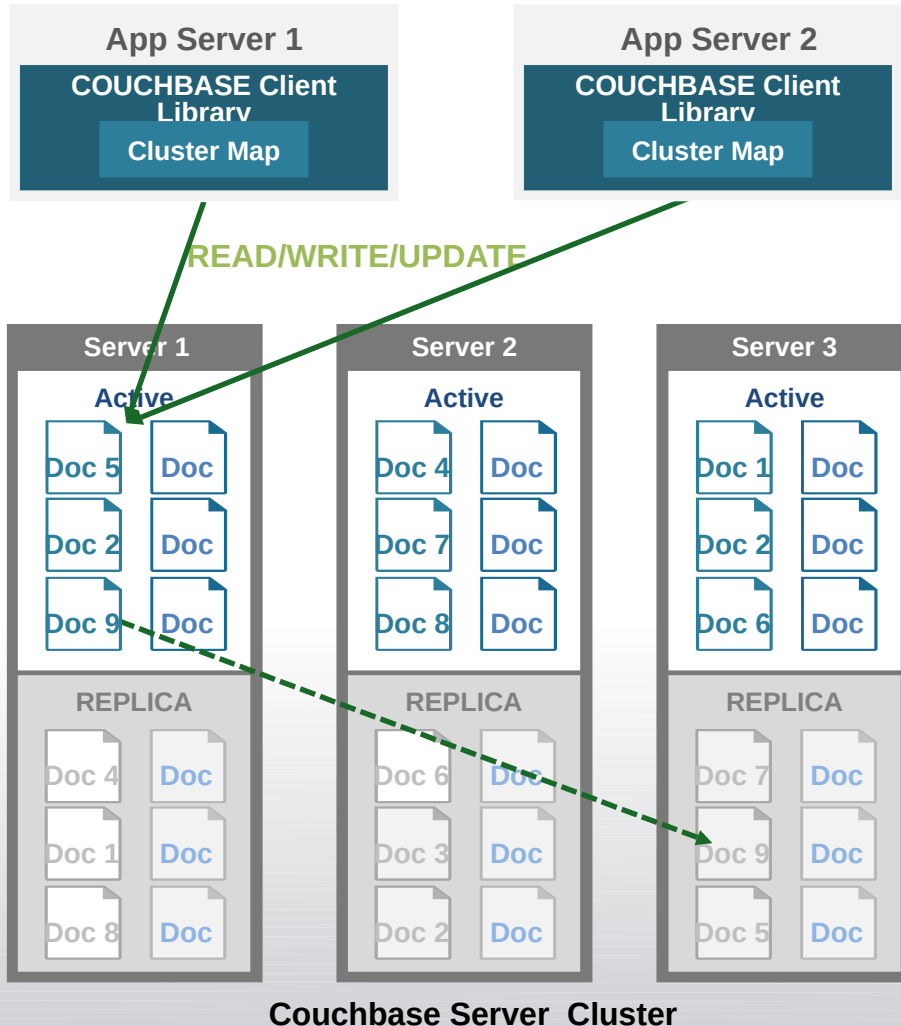 App Server 1
COUCHBASE Client
Library
Cluster Map
App Server 2
COUCHBASE Client
Library
Cluster Map
READ/WRITE/UPDATE
Server 1
Active
Doc 5 Doc
Doc 2 Doc
Doc 9 Doc
REPLICA
Doc 4 Doc
Doc 1 Doc
Doc 8 Doc
Server 2
Active
Doc 4 Doc
Doc 7 Doc
Doc 8 Doc
REPLICA
Doc 6 Doc
Doc 3 Doc
Doc 2 Doc
Server 3
Active
Doc 1 Doc
Doc 2 Doc
Doc 6 Doc
REPLICA
Doc 7 Doc
Doc 9 Doc
Doc 5 Doc
Couchbase Server Cluster